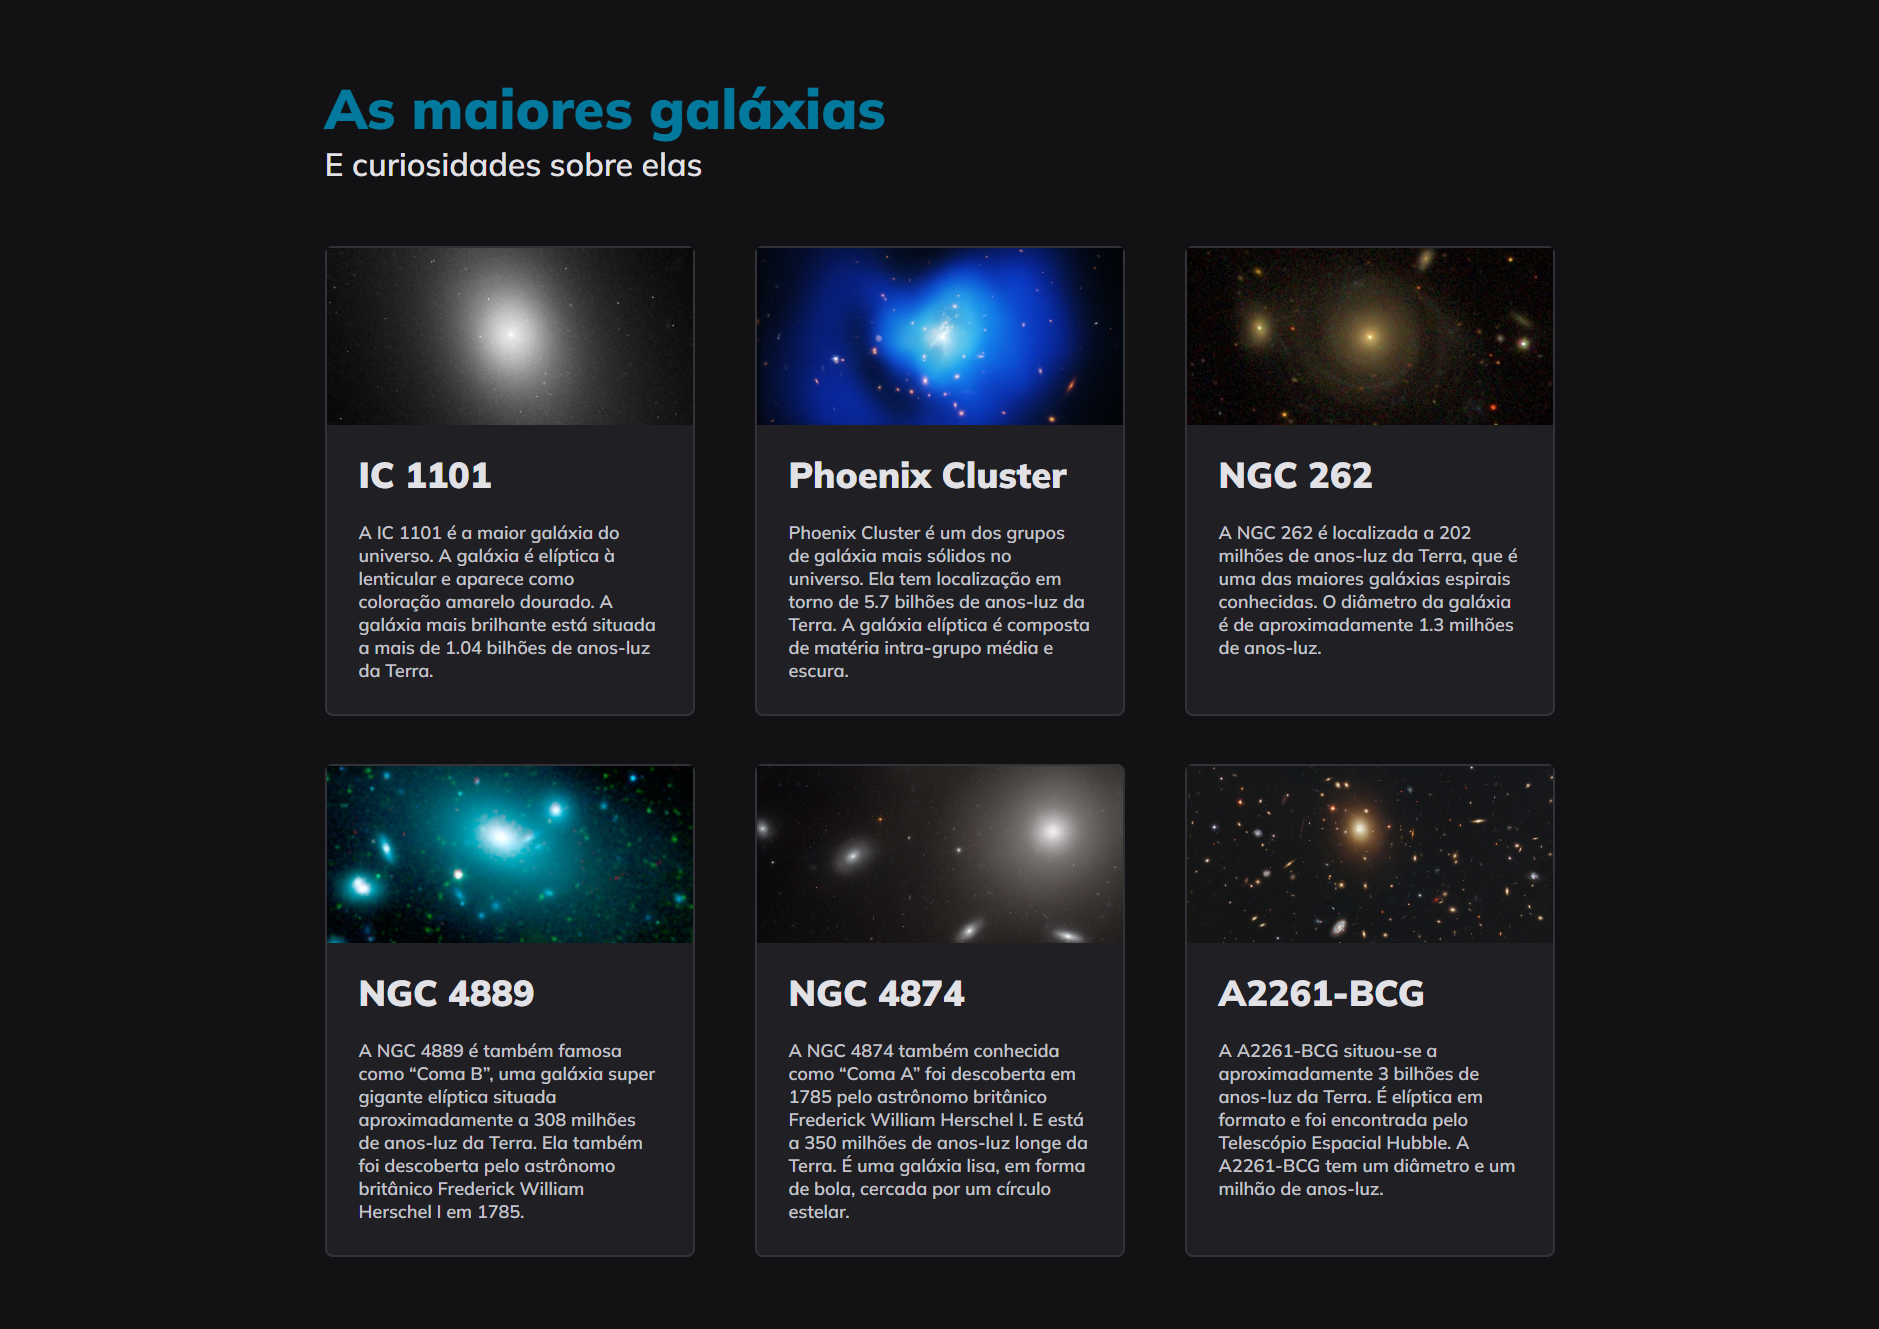 As maiores galáxias
E curiosidades sobre elas
IC 1101
A IC 1101 é a maior galáxia do
universo. A galáxia é elíptica à
lenticular e aparece como
coloração amarelo dourado. A
galáxia mais brilhante está situada
a mais de 1.04 bilhões de anos-luz
da Terra.
Phoenix Cluster
Phoenix Cluster é um dos grupos
de galáxia mais sólidos no
universo. Ela tem localização em
torno de 5.7 bilhões de anos-luz da
Terra. A galáxia elíptica é composta
de matéria intra-grupo média e
escura.
NGC 262
A NGC 262 é localizada a 202
milhões de anos-luz da Terra, que é
uma das maiores galáxias espirais
conhecidas. O diâmetro da galáxia
é de aproximadamente 1.3 milhões
de anos-luz.
NGC 4889
A NGC 4889 é também famosa
como “Coma B”, uma galáxia super
gigante elíptica situada
aproximadamente a 308 milhões
de anos-luz da Terra. Ela também
foi descoberta pelo astrônomo
britânico Frederick William
Herschel I em 1785.
NGC 4874
A NGC 4874 também conhecida
como “Coma A” foi descoberta em
1785 pelo astrônomo britânico
Frederick William Herschel I. E está
a 350 milhões de anos-luz longe da
Terra. É uma galáxia lisa, em forma
de bola, cercada por um círculo
estelar.
A2261-BCG
A A2261-BCG situou-se a
aproximadamente 3 bilhões de
anos-luz da Terra. É elíptica em
formato e foi encontrada pelo
Telescópio Espacial Hubble. A
A2261-BCG tem um diâmetro e um
milhão de anos-luz.